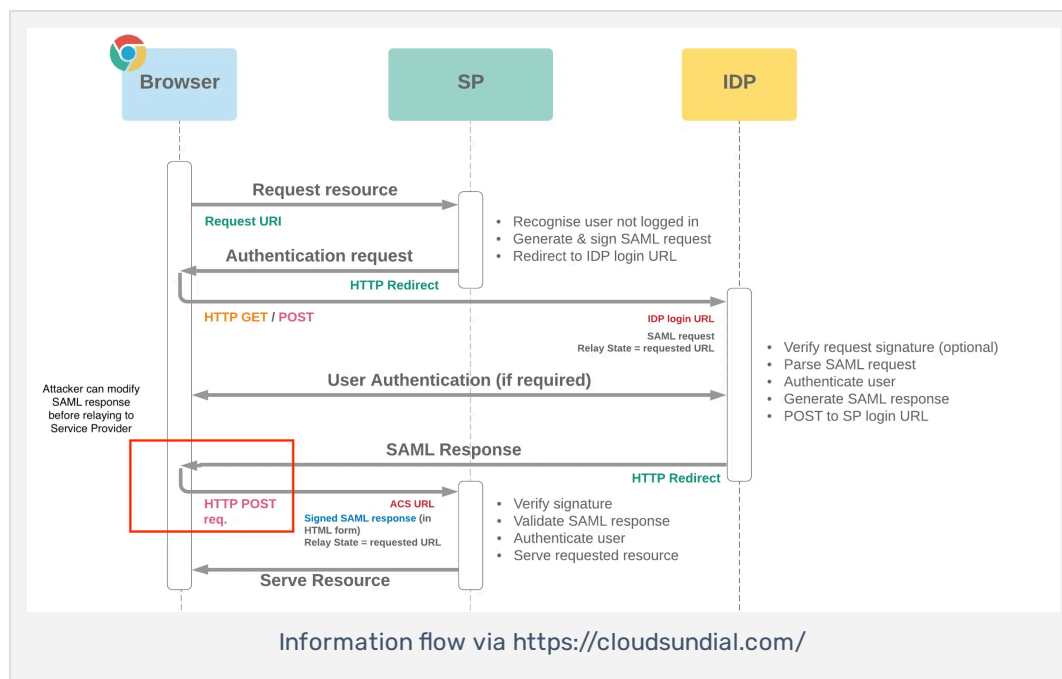 Browser
SP
IDP
Request resource
Request URI
• Recognise user not logged in
• Generate & sign SAML request
• Redirect to IDP login URL
Authentication request
HTTP Redirect
HTTP GET / POST
IDP login URL
SAML request
Relay State = requested URL
• Verify request signature (optional)
• Parse SAML request
• Authenticate user
• Generate SAML response
• POST to SP login URL
User Authentication (if required)
Attacker can modify
SAML response
before relaying to
Service Provider
SAML Response
HTTP Redirect
HTTP POST
req.
ACS URL
Signed SAML response (in
HTML form)
Relay State = requested URL
• Verify signature
• Validate SAML response
• Authenticate user
• Serve requested resource
Serve Resource
Information flow via https://cloudsundial.com/